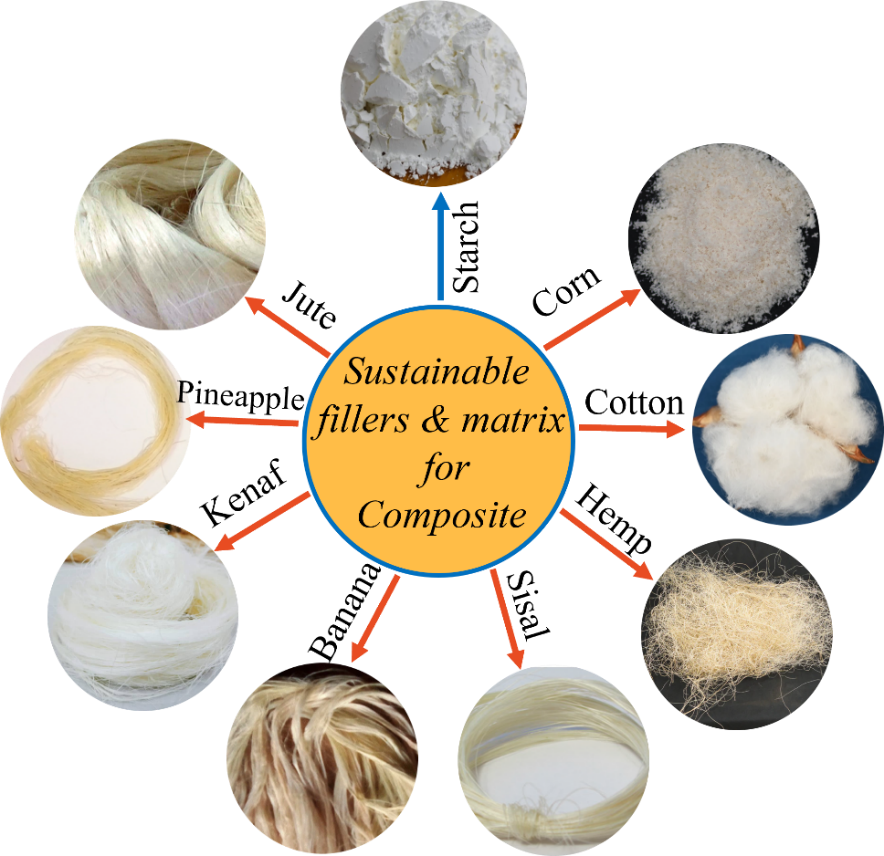 Starch
Corn
Jute
Sustainable
fillers & matrix
for
Composite
Pineapple
Cotton
Kenaf
Hemp
Banana
Sisal